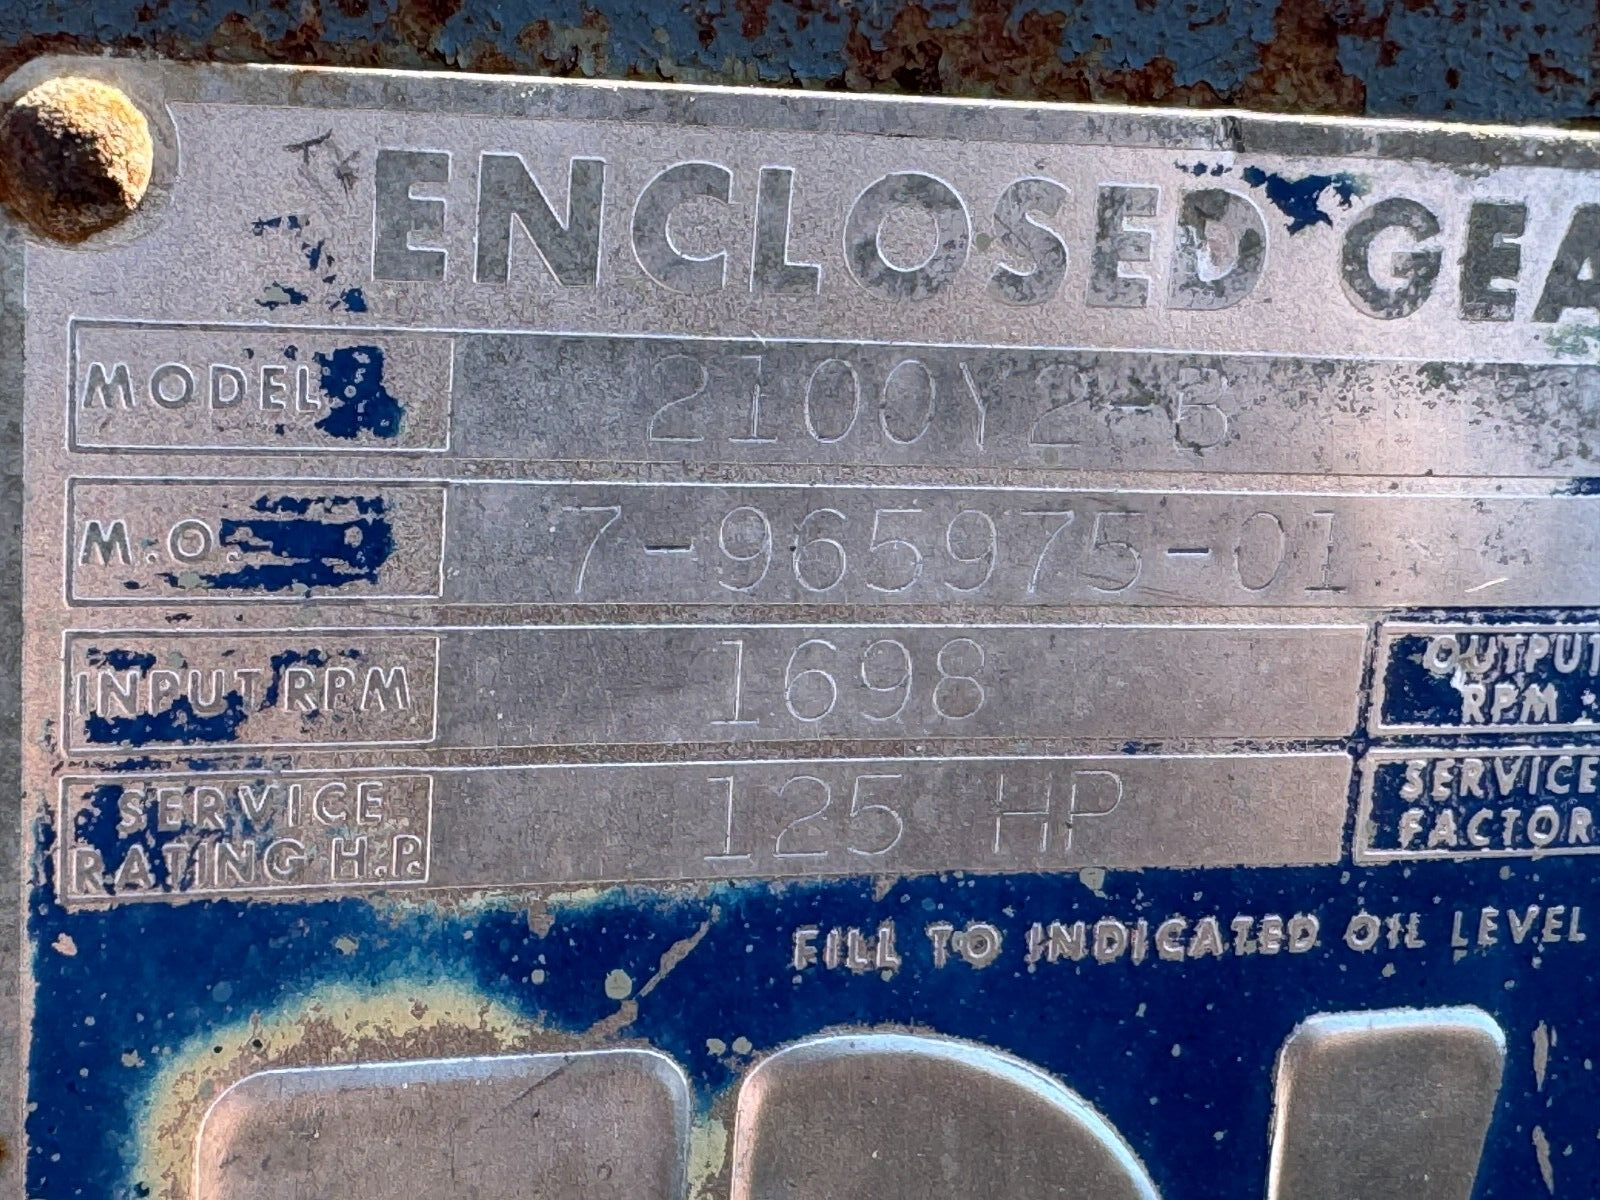 ENCLOSED GEA
MODEL 2100Y2-B
M.O. 7-965975-01
INPUT RPM 1698 OUTPUT RPM
SERVICE RATING H.P. 125 HP SERVICE FACTOR
FILL TO INDICATED OIL LEVEL